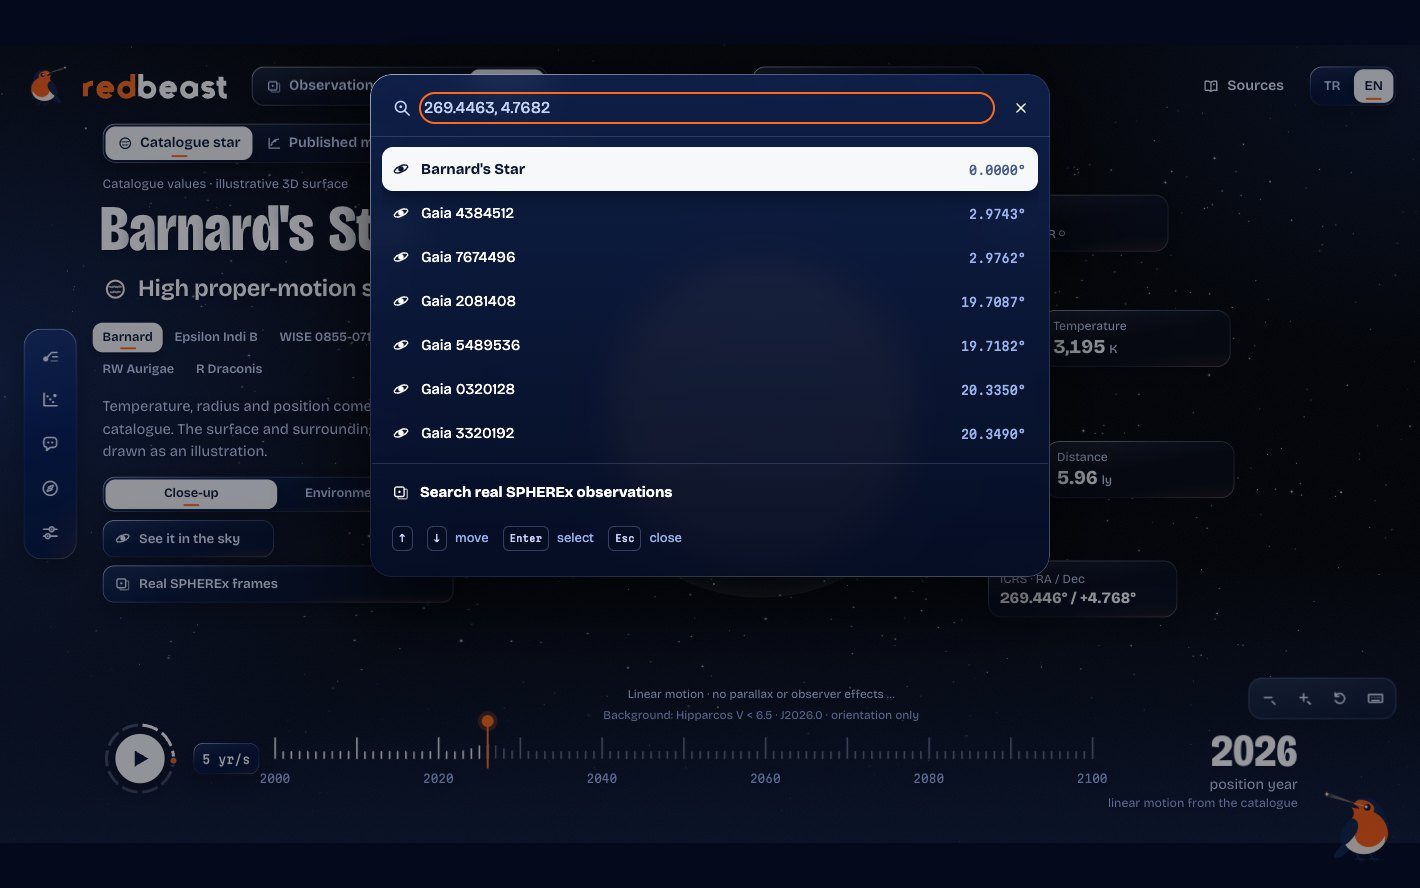 redbeast
Observation
Sources
TR
EN
269.4463, 4.7682
Catalogue star
Published m
Catalogue values · illustrative 3D surface
Barnard's St
High proper-motion s
Barnard
Epsilon Indi B
WISE 0855-071
RW Aurigae
R Draconis
Temperature, radius and position come
catalogue. The surface and surrounding
drawn as an illustration.
Close-up
Environme
See it in the sky
Real SPHEREx frames
Barnard's Star 0.0000°
Gaia 4384512 2.9743°
Gaia 7674496 2.9762°
Gaia 2081408 19.7087°
Gaia 5489536 19.7182°
Gaia 0320128 20.3350°
Gaia 3320192 20.3490°
Search real SPHEREx observations
↑ ↓ move Enter select Esc close
Temperature
3,195 K
Distance
5.96 ly
ICRS · RA / Dec
269.446° / +4.768°
Linear motion · no parallax or observer effects ...
Background: Hipparcos V < 6.5 · J2026.0 · orientation only
5 yr/s
2000 2020 2040 2060 2080 2100
2026
position year
linear motion from the catalogue